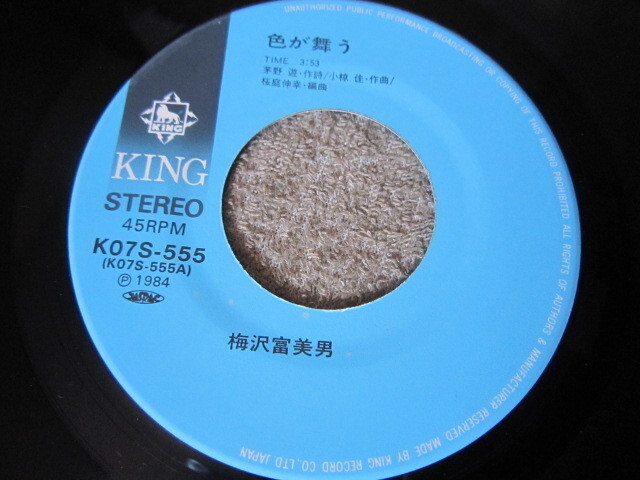 色が舞う
TIME 3:53
茅野 遊・作詩/小椋 佳・作曲/
桜庭伸幸・編曲
KING
KING
STEREO
45RPM
K07S-555
(K07S-555A)
Ⓟ 1984
JASRAC
梅沢富美男
UNAUTHORIZED PUBLIC PERFORMANCE BROADCASTING OR COPYING OF THIS RECORD PROHIBITED ALL RIGHTS OF AUTHORS & MANUFACTURER RESERVED MADE BY KING RECORD CO., LTD JAPAN